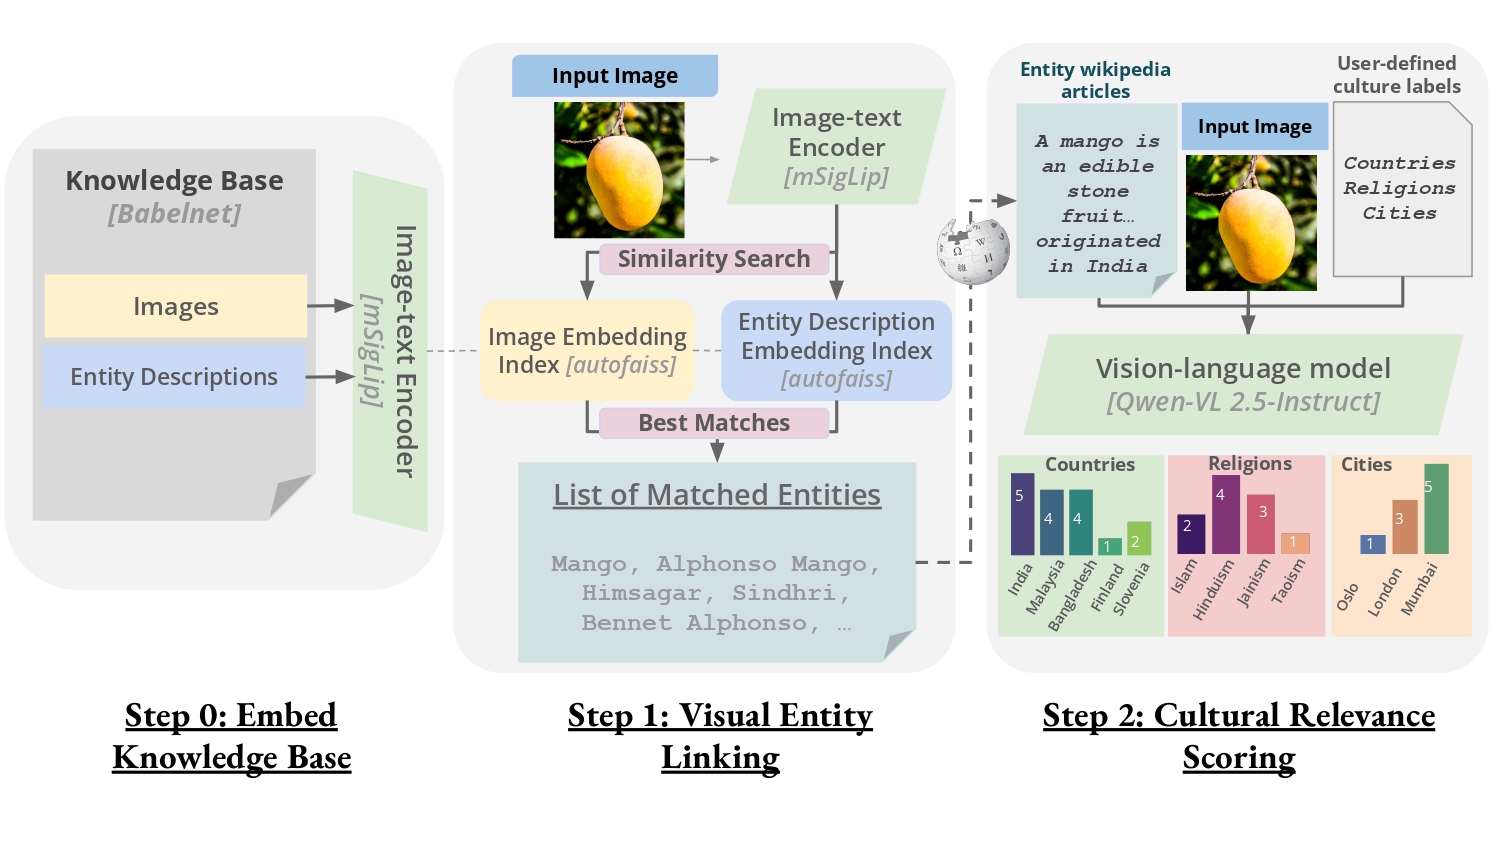 Knowledge Base
[Babelnet]
Images
Entity Descriptions
Image-text Encoder
[mSigLip]
Step 0: Embed
Knowledge Base
Input Image
Image-text
Encoder
[mSigLip]
Similarity Search
Image Embedding
Index [autofaiss]
Entity Description
Embedding Index
[autofaiss]
Best Matches
List of Matched Entities
Mango, Alphonso Mango,
Himsagar, Sindhri,
Bennet Alphonso, …
Step 1: Visual Entity
Linking
Entity wikipedia
articles
A mango is
an edible
stone
fruit…
originated
in India
Input Image
User-defined
culture labels
Countries
Religions
Cities
Vision-language model
[Qwen-VL 2.5-Instruct]
Countries
5
4
4
1
2
India
Malaysia
Bangladesh
Finland
Slovenia
Religions
2
4
3
1
Islam
Hinduism
Jainism
Taoism
Cities
1
3
5
Oslo
London
Mumbai
Step 2: Cultural Relevance
Scoring